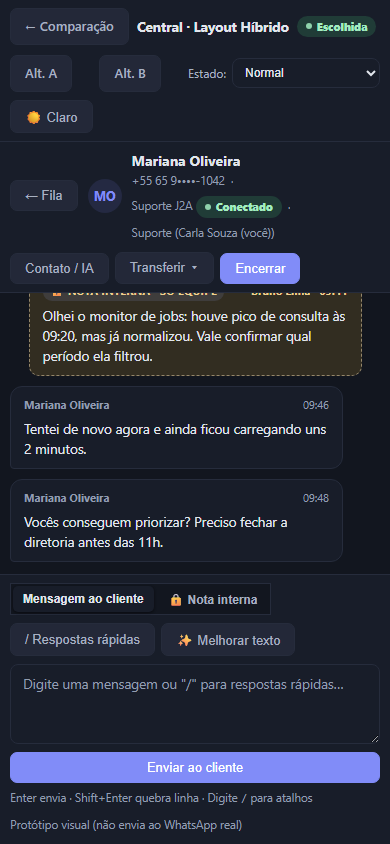 ← Comparação
Central · Layout Híbrido
Escolhida
Alt. A
Alt. B
Estado:
Normal
Claro
← Fila
MO
Mariana Oliveira
+55 65 9••••-1042 ·
Suporte J2A
Conectado
·
Suporte (Carla Souza (você))
Contato / IA
Transferir
Encerrar
Olhei o monitor de jobs: houve pico de consulta às
09:20, mas já normalizou. Vale confirmar qual
período ela filtrou.
Mariana Oliveira
09:46
Tentei de novo agora e ainda ficou carregando uns
2 minutos.
Mariana Oliveira
09:48
Vocês conseguem priorizar? Preciso fechar a
diretoria antes das 11h.
Mensagem ao cliente
Nota interna
/ Respostas rápidas
Melhorar texto
Digite uma mensagem ou "/" para respostas rápidas...
Enviar ao cliente
Enter envia · Shift+Enter quebra linha · Digite / para atalhos
Protótipo visual (não envia ao WhatsApp real)